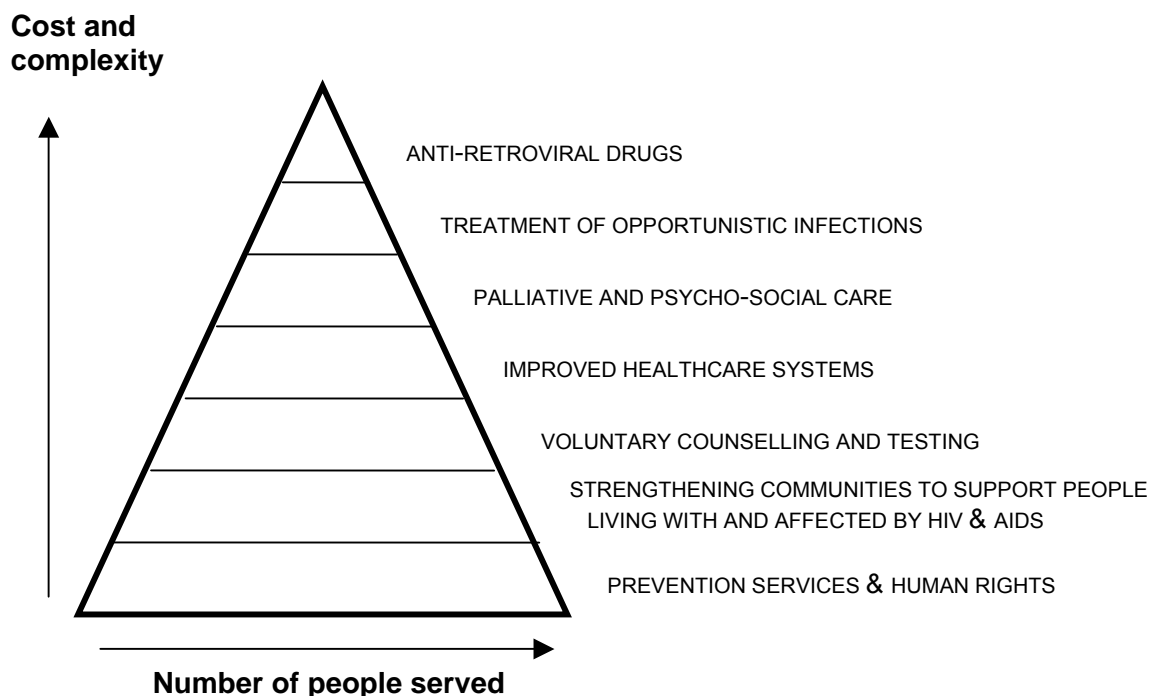 Cost and
complexity
ANTI-RETROVIRAL DRUGS
TREATMENT OF OPPORTUNISTIC INFECTIONS
PALLIATIVE AND PSYCHO-SOCIAL CARE
IMPROVED HEALTHCARE SYSTEMS
VOLUNTARY COUNSELLING AND TESTING
STRENGTHENING COMMUNITIES TO SUPPORT PEOPLE
LIVING WITH AND AFFECTED BY HIV & AIDS
PREVENTION SERVICES & HUMAN RIGHTS
Number of people served